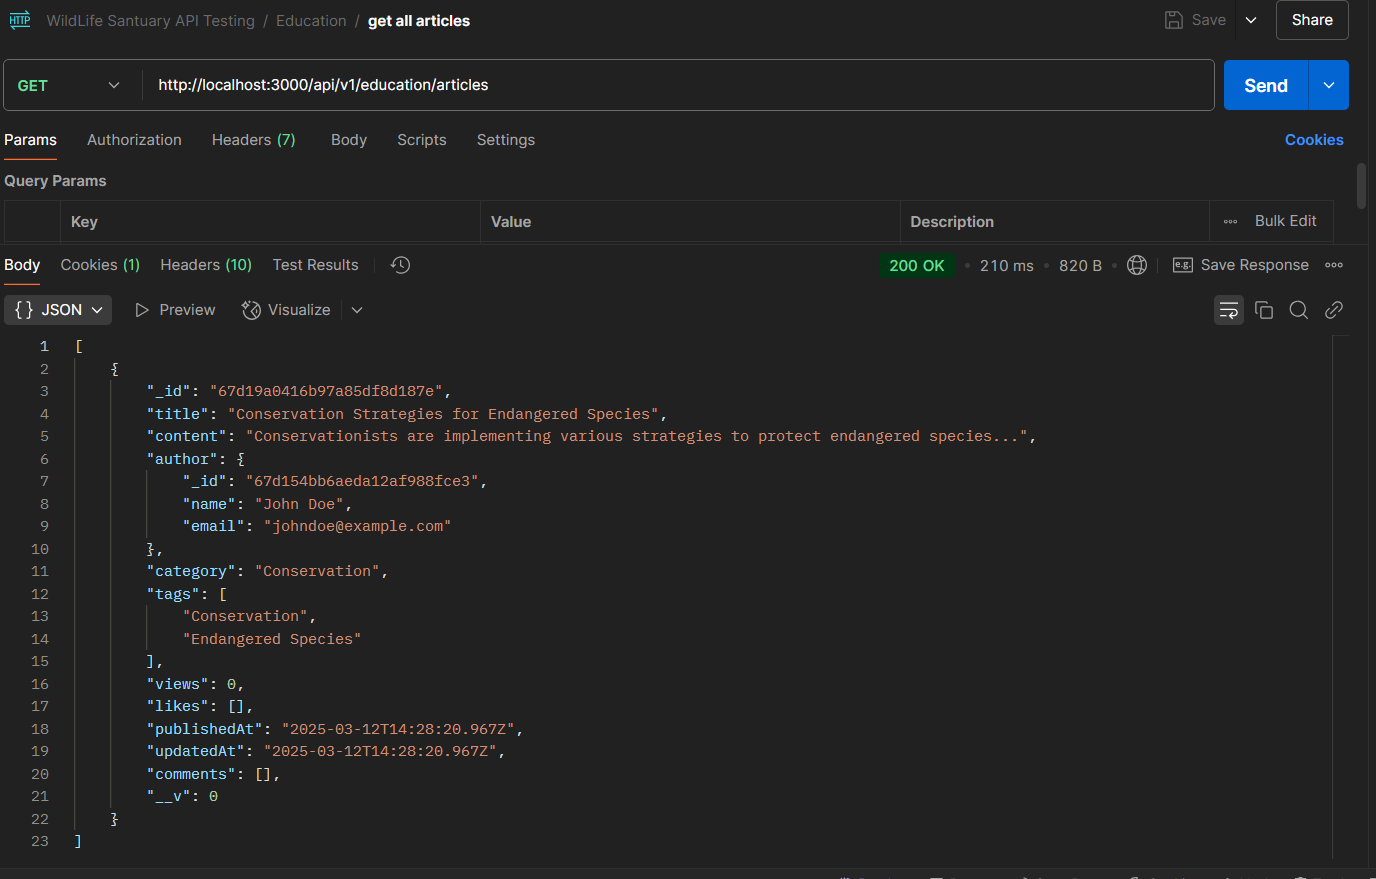 HTTP WildLife Santuary API Testing / Education / get all articles Save Share
GET http://localhost:3000/api/v1/education/articles Send
Params Authorization Headers (7) Body Scripts Settings Cookies
Query Params
Key Value Description Bulk Edit
Body Cookies (1) Headers (10) Test Results 200 OK 210 ms 820 B e.g. Save Response
{} JSON Preview Visualize
1 [
2 {
3 "_id": "67d19a0416b97a85df8d187e",
4 "title": "Conservation Strategies for Endangered Species",
5 "content": "Conservationists are implementing various strategies to protect endangered species...",
6 "author": {
7 "_id": "67d154bb6aeda12af988fce3",
8 "name": "John Doe",
9 "email": "johndoe@example.com"
10 },
11 "category": "Conservation",
12 "tags": [
13 "Conservation",
14 "Endangered Species"
15 ],
16 "views": 0,
17 "likes": [],
18 "publishedAt": "2025-03-12T14:28:20.967Z",
19 "updatedAt": "2025-03-12T14:28:20.967Z",
20 "comments": [],
21 "__v": 0
22 }
23 ]